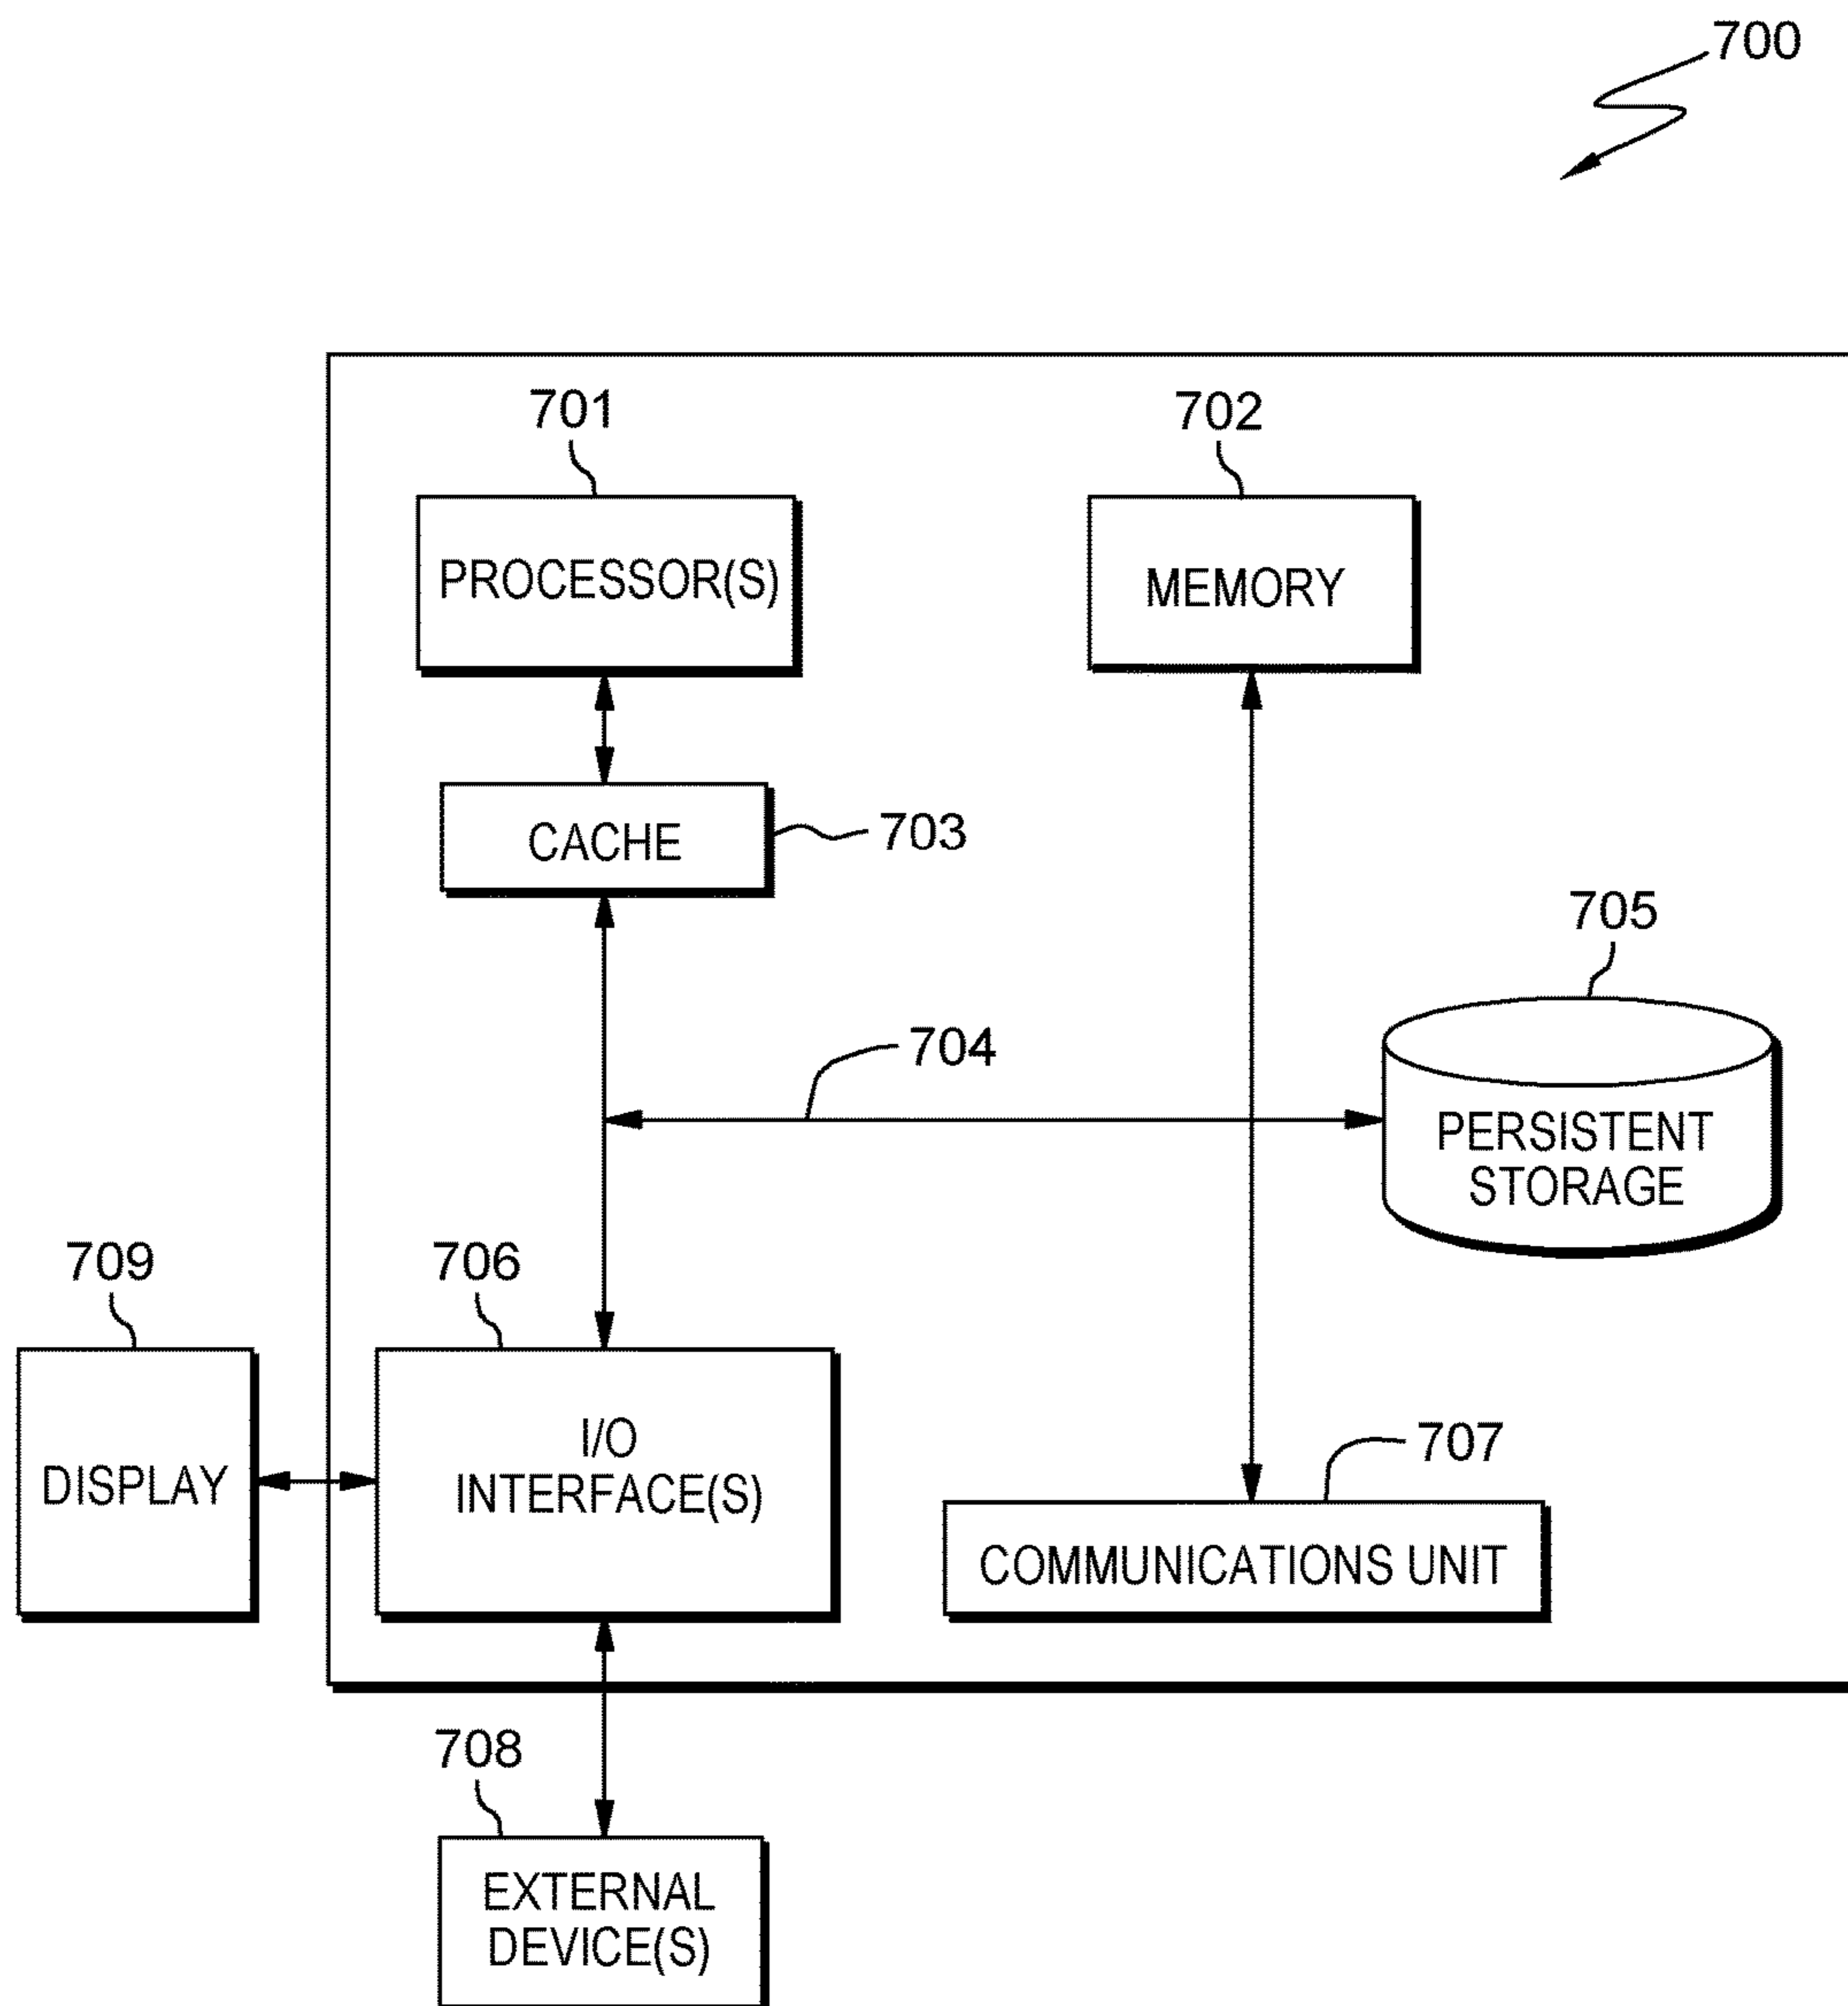 700
701
702
PROCESSOR(S)
MEMORY
CACHE
703
705
704
PERSISTENT
STORAGE
709
706
DISPLAY
I/O
INTERFACE(S)
707
COMMUNICATIONS UNIT
708
EXTERNAL
DEVICE(S)